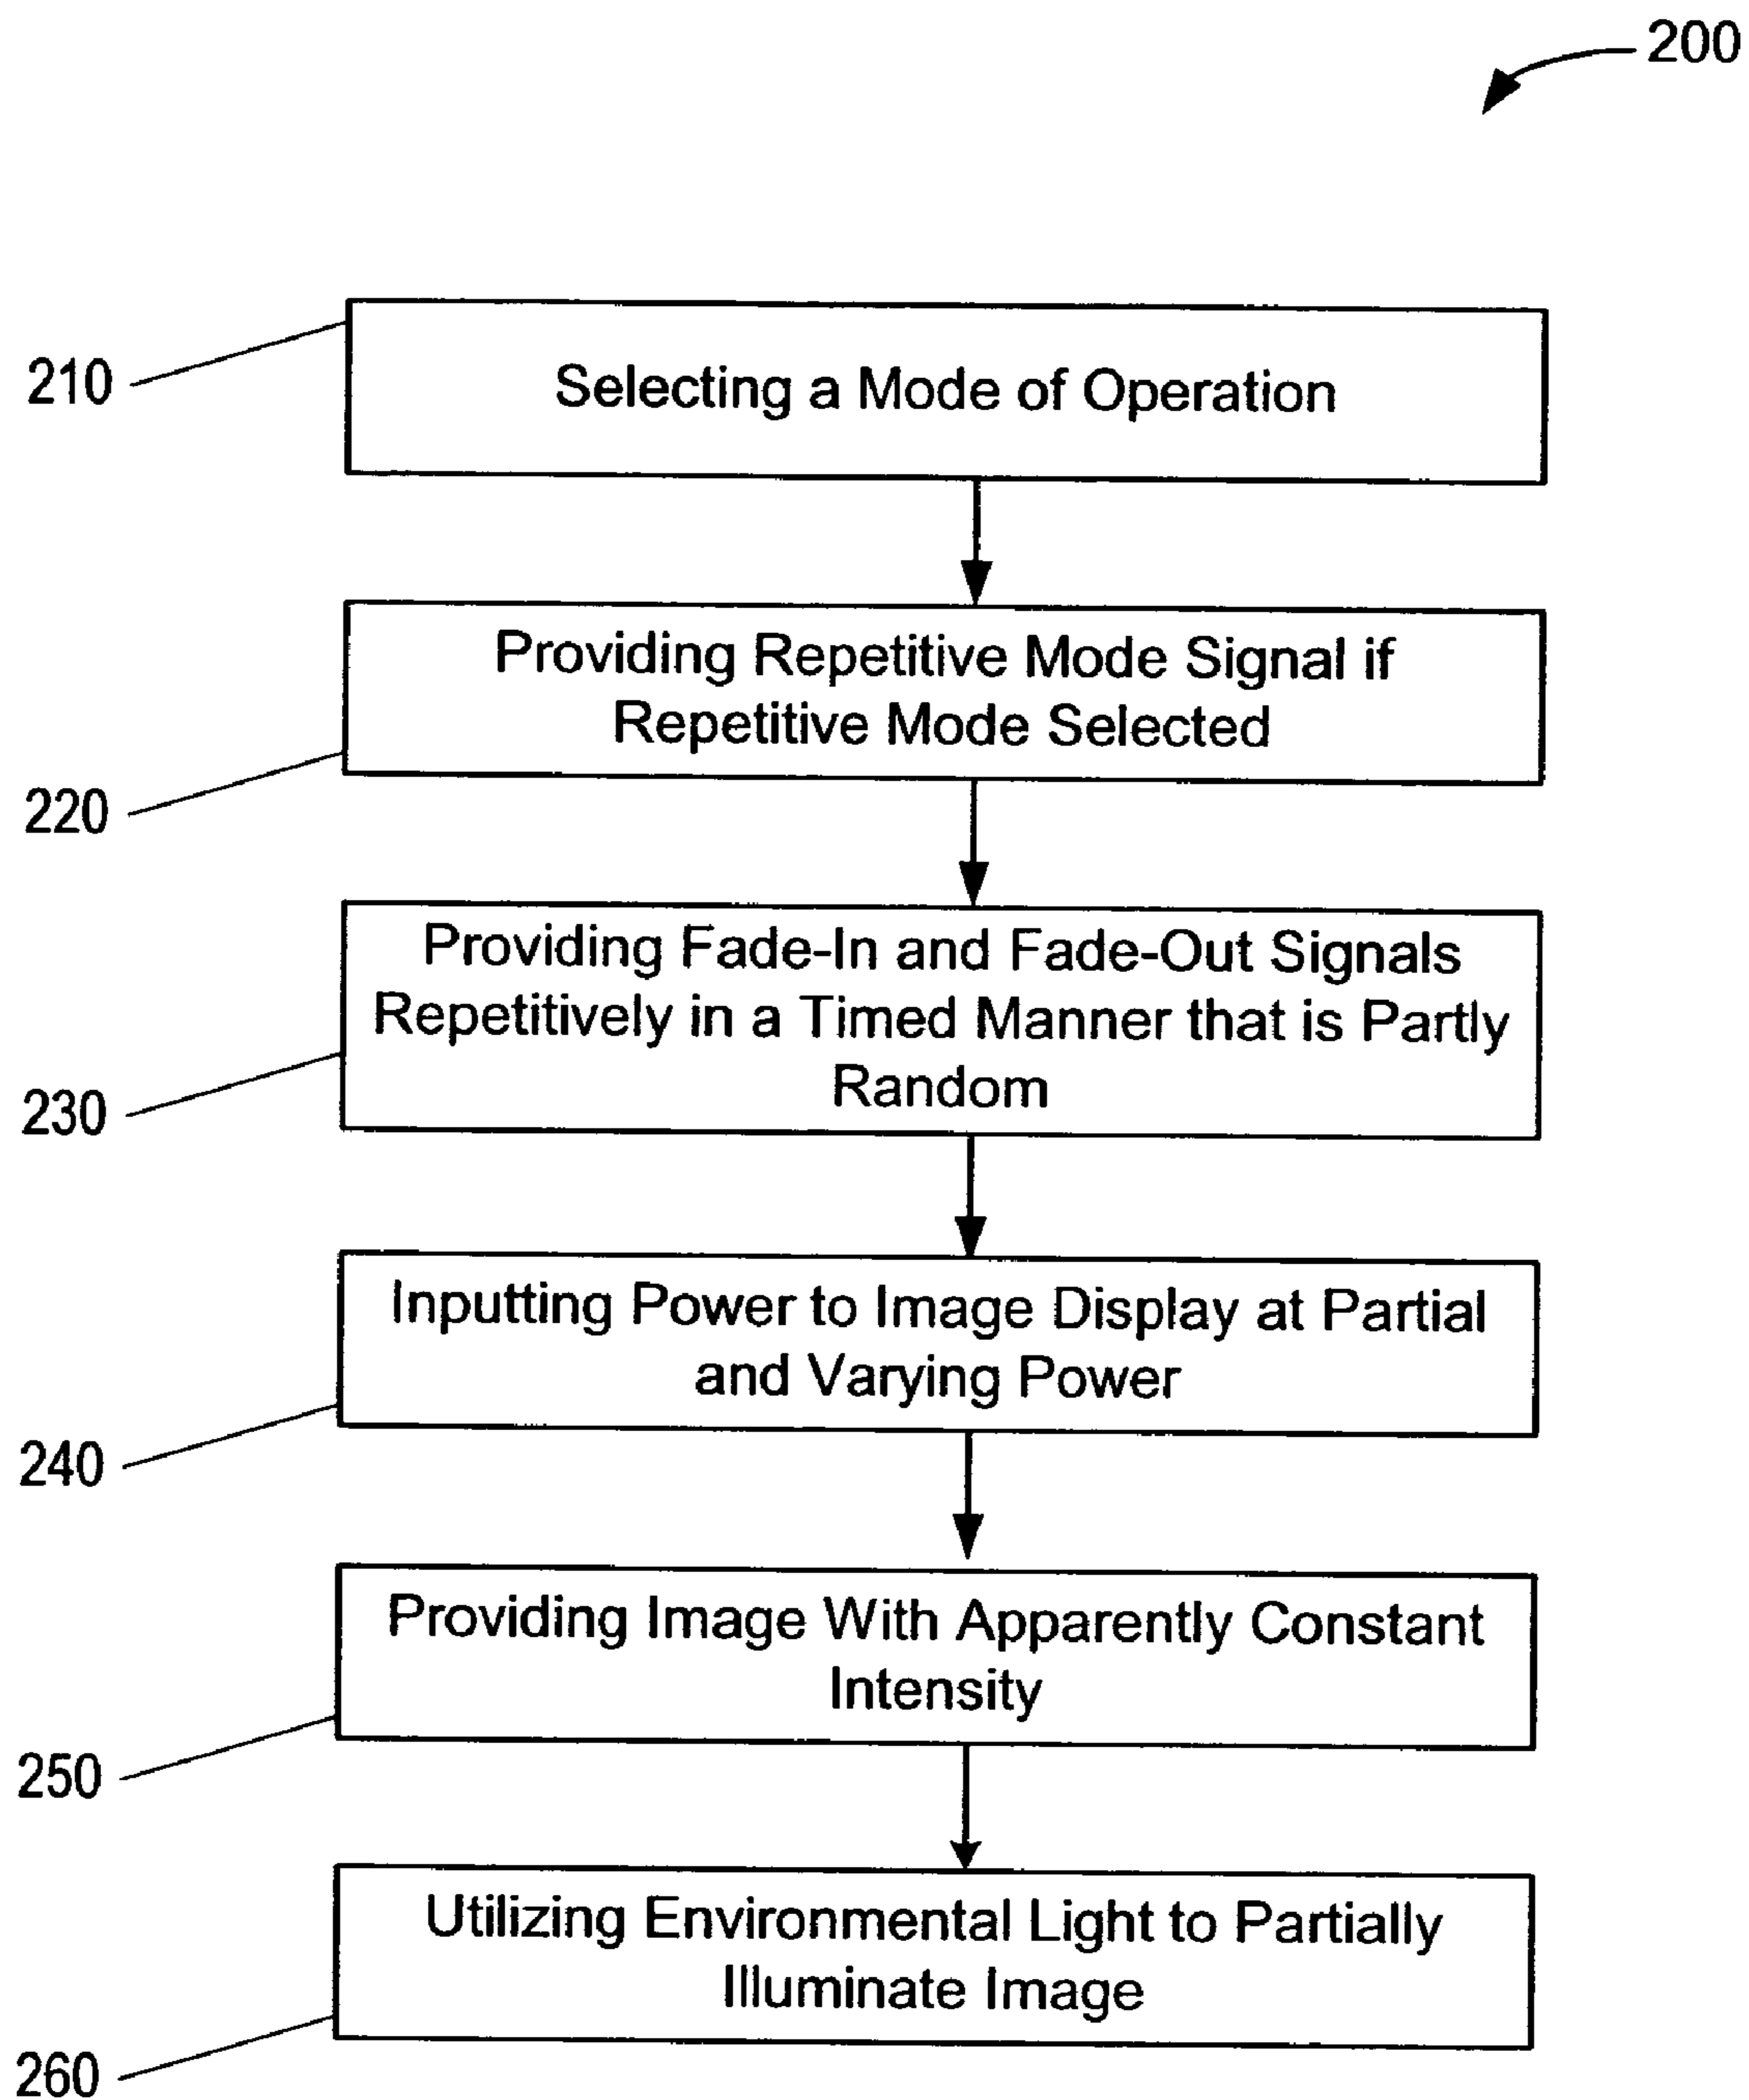 200
210
Selecting a Mode of Operation
Providing Repetitive Mode Signal if
Repetitive Mode Selected
220
Providing Fade-In and Fade-Out Signals
Repetitively in a Timed Manner that is Partly
Random
230
Inputting Power to Image Display at Partial
and Varying Power
240
Providing Image With Apparently Constant
Intensity
250
Utilizing Environmental Light to Partially
Illuminate Image
260